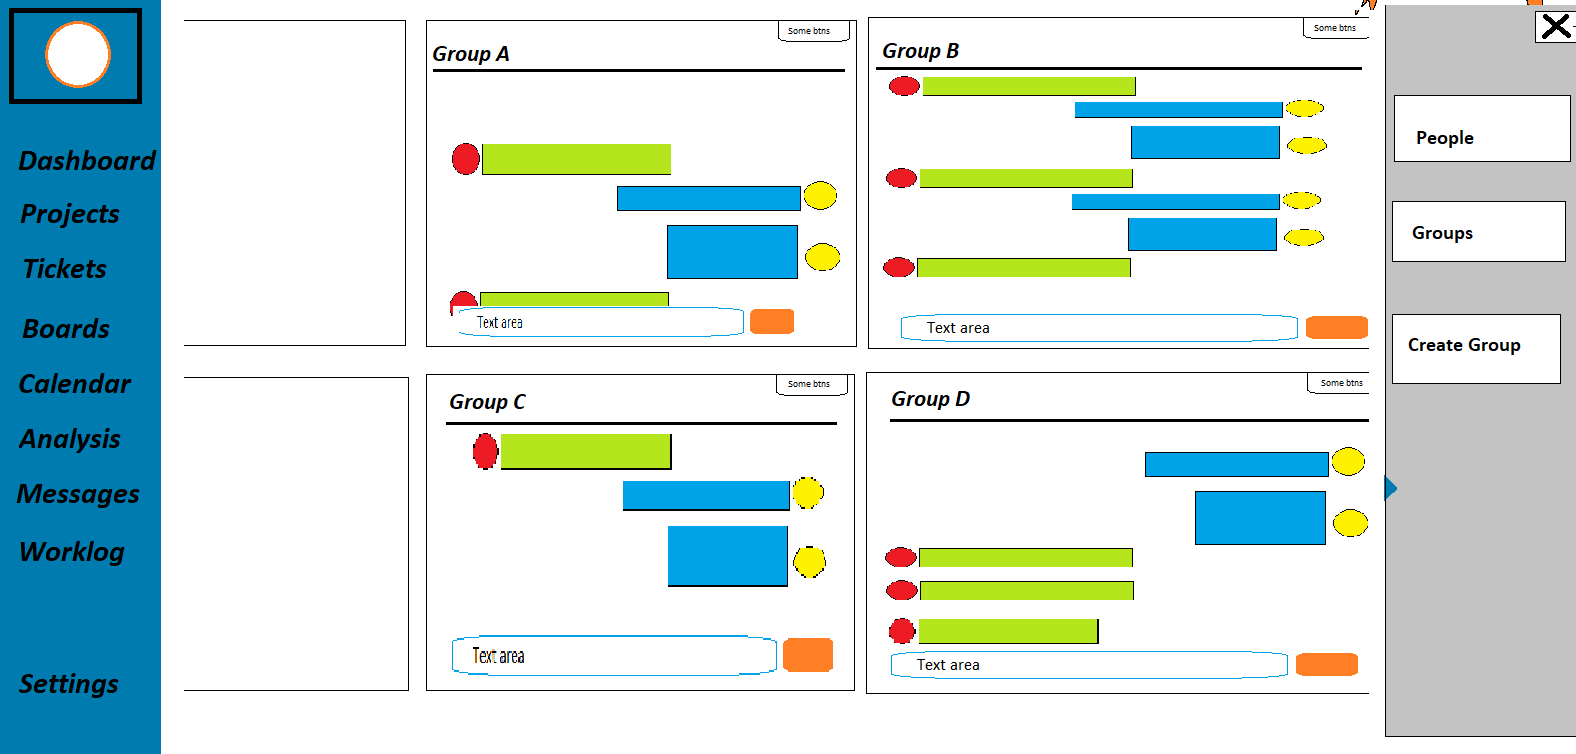 Dashboard
Projects
Tickets
Boards
Calendar
Analysis
Messages
Worklog
Settings
Some btns
Group A
Text area
Some btns
Group B
Text area
Some btns
Group C
Text area
Some btns
Group D
Text area
People
Groups
Create Group